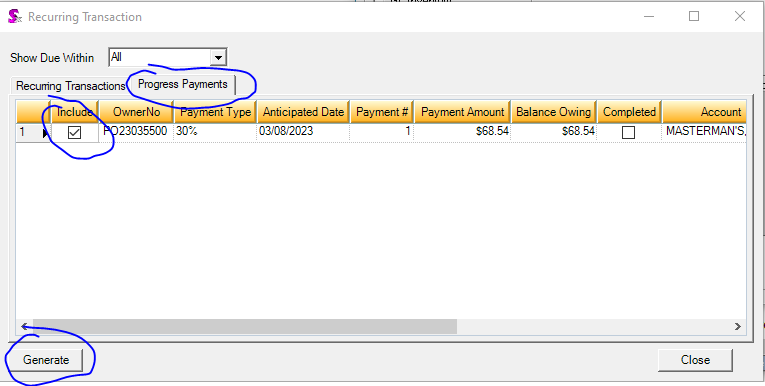 Recurring Transaction
Show Due Within All
Recurring Transactions Progress Payments
Include OwnerNo Payment Type Anticipated Date Payment # Payment Amount Balance Owing Completed Account
1 PO23035500 30% 03/08/2023 1 $68.54 $68.54 MASTERMAN'S,
Generate Close